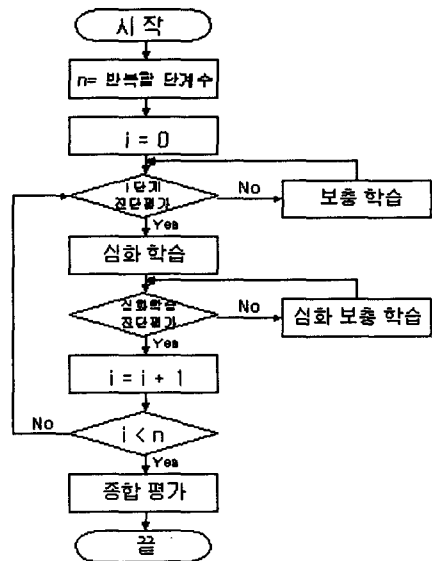 시 작
n= 반복할 단계수
i = 0
i 단계
진단평가
No
보충 학습
Yes
심화 학습
심화학습
진단평가
No
심화 보충 학습
Yes
i = i + 1
No
i < n
Yes
종합 평가
끝